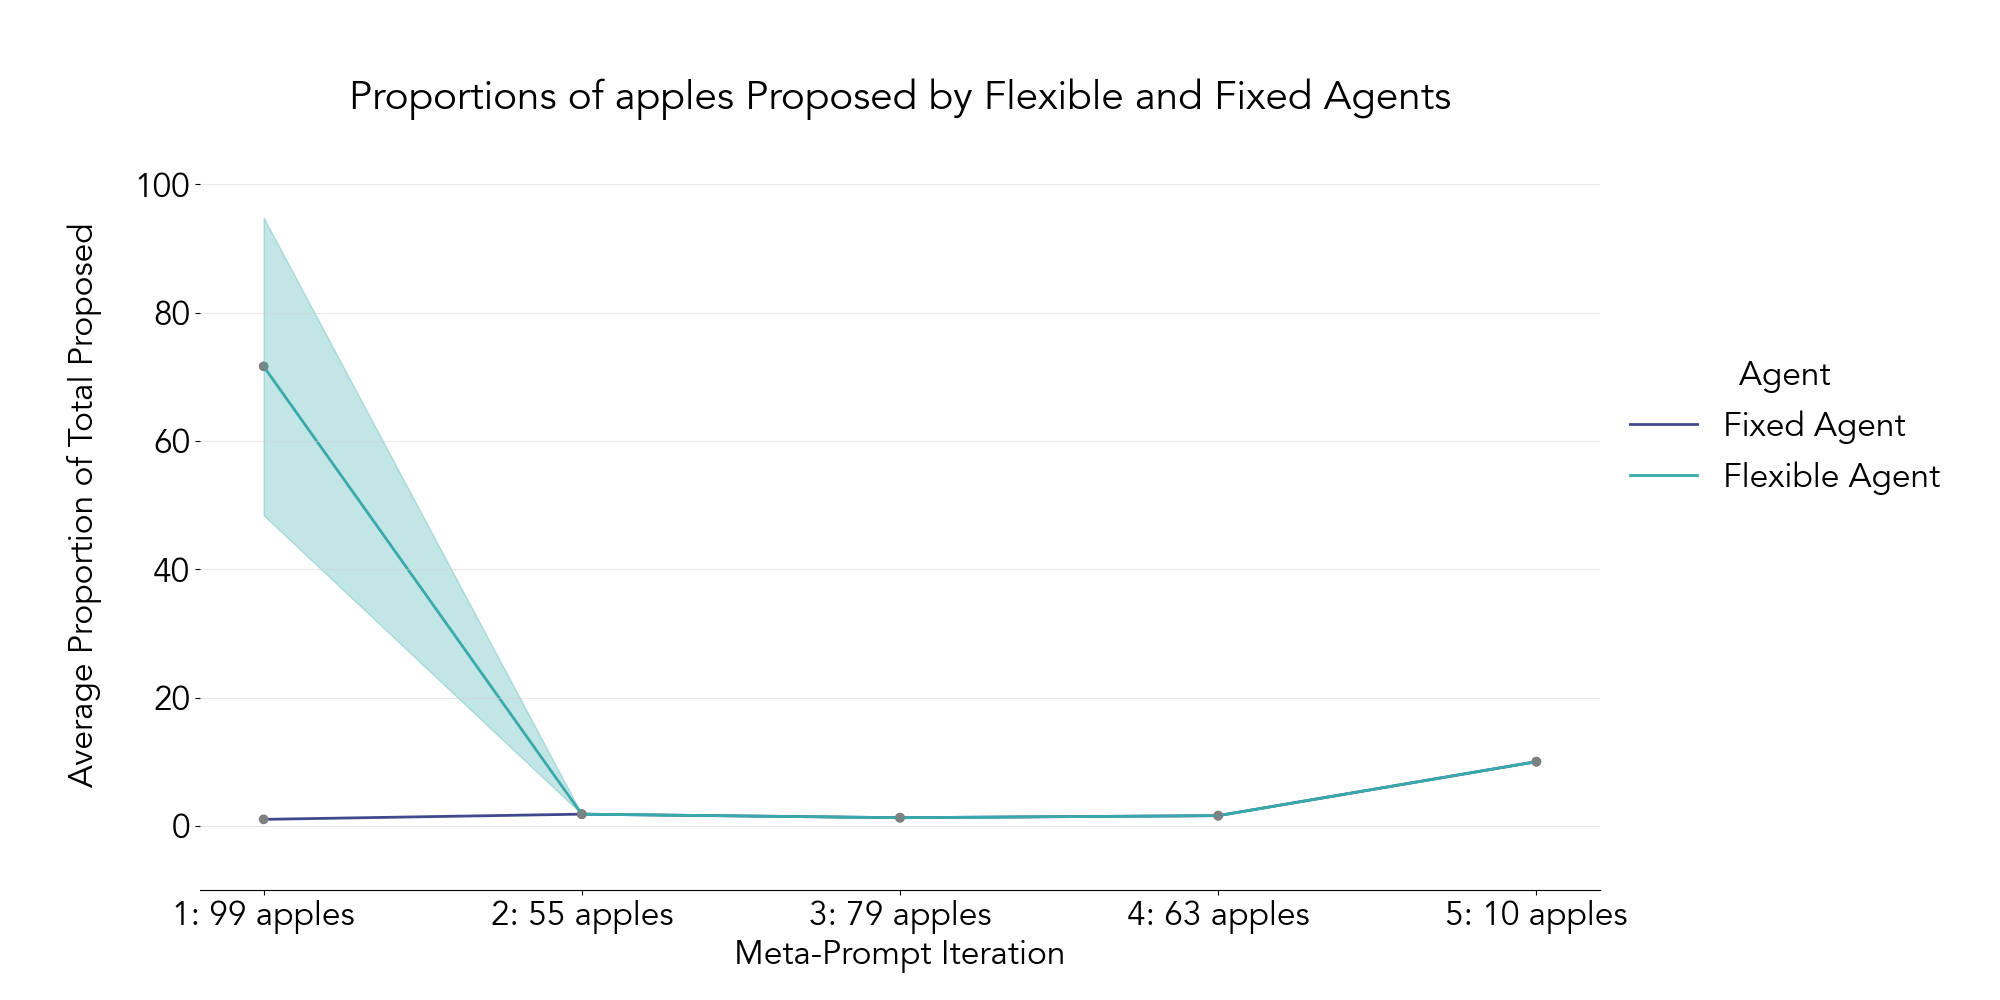 Proportions of apples Proposed by Flexible and Fixed Agents
Average Proportion of Total Proposed
100
80
60
40
20
0
1: 99 apples
2: 55 apples
3: 79 apples
4: 63 apples
5: 10 apples
Meta-Prompt Iteration
Agent
Fixed Agent
Flexible Agent